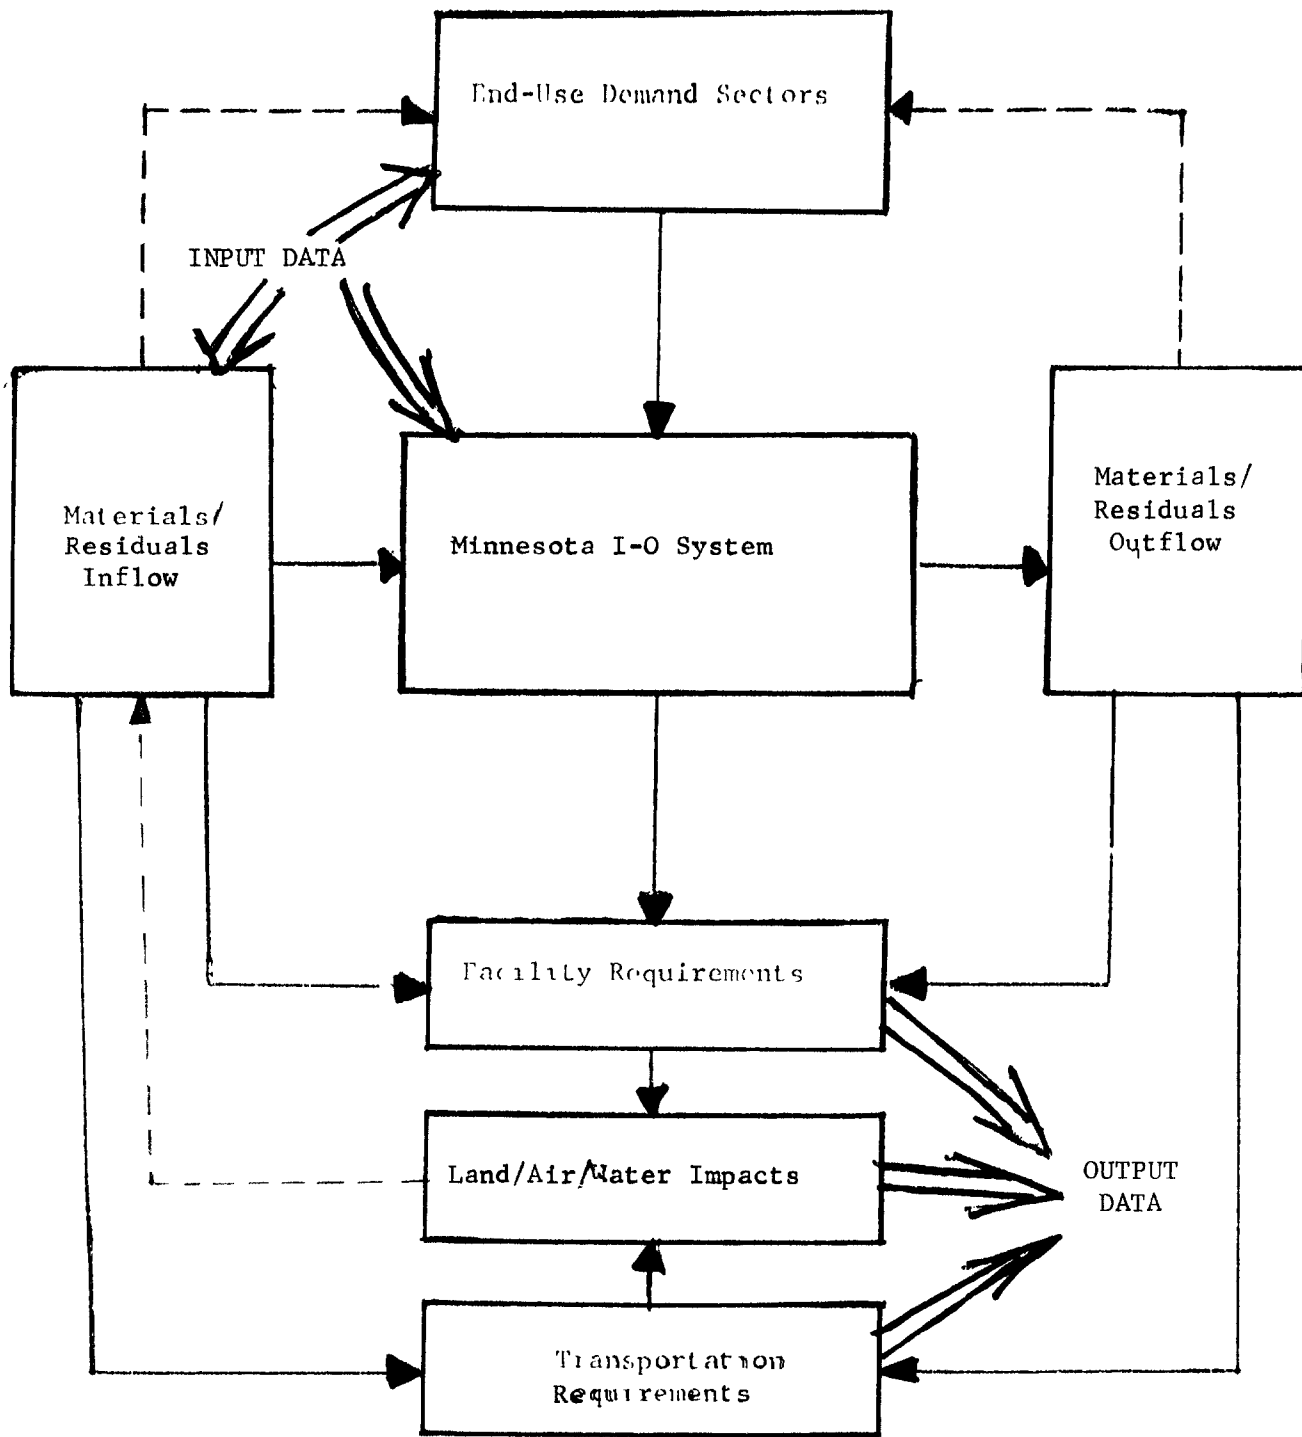 End-Use Demand Sectors
INPUT DATA
Materials/
Residuals
Inflow
Minnesota I-O System
Materials/
Residuals
Outflow
Facility Requirements
Land/Air/Water Impacts
OUTPUT
DATA
Transportation
Requirements